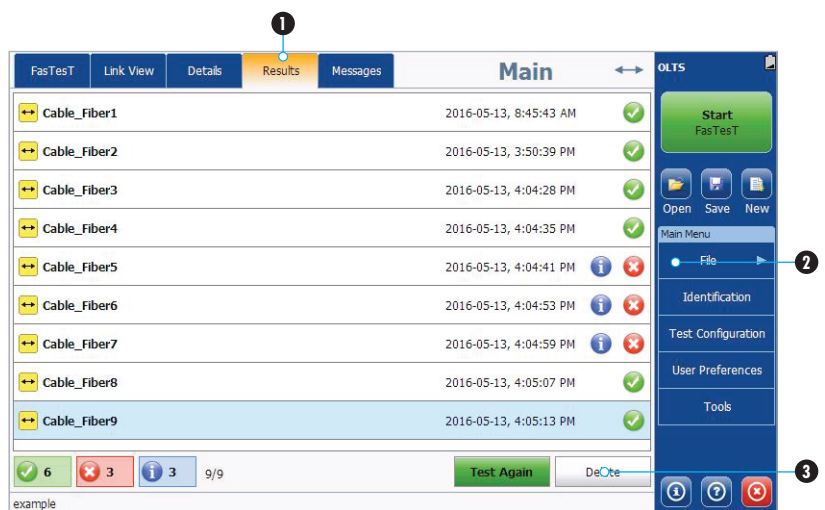 1
FasTesT Link View Details Results Messages Main OLTS
Cable_Fiber1 2016-05-13, 8:45:43 AM
Cable_Fiber2 2016-05-13, 3:50:39 PM
Cable_Fiber3 2016-05-13, 4:04:28 PM
Cable_Fiber4 2016-05-13, 4:04:35 PM
Cable_Fiber5 2016-05-13, 4:04:41 PM
Cable_Fiber6 2016-05-13, 4:04:53 PM
Cable_Fiber7 2016-05-13, 4:04:59 PM
Cable_Fiber8 2016-05-13, 4:05:07 PM
Cable_Fiber9 2016-05-13, 4:05:13 PM
6 3 3 9/9 Test Again Delete
example
Start
FasTesT
Open Save New
Main Menu
File 2
Identification
Test Configuration
User Preferences
Tools
3